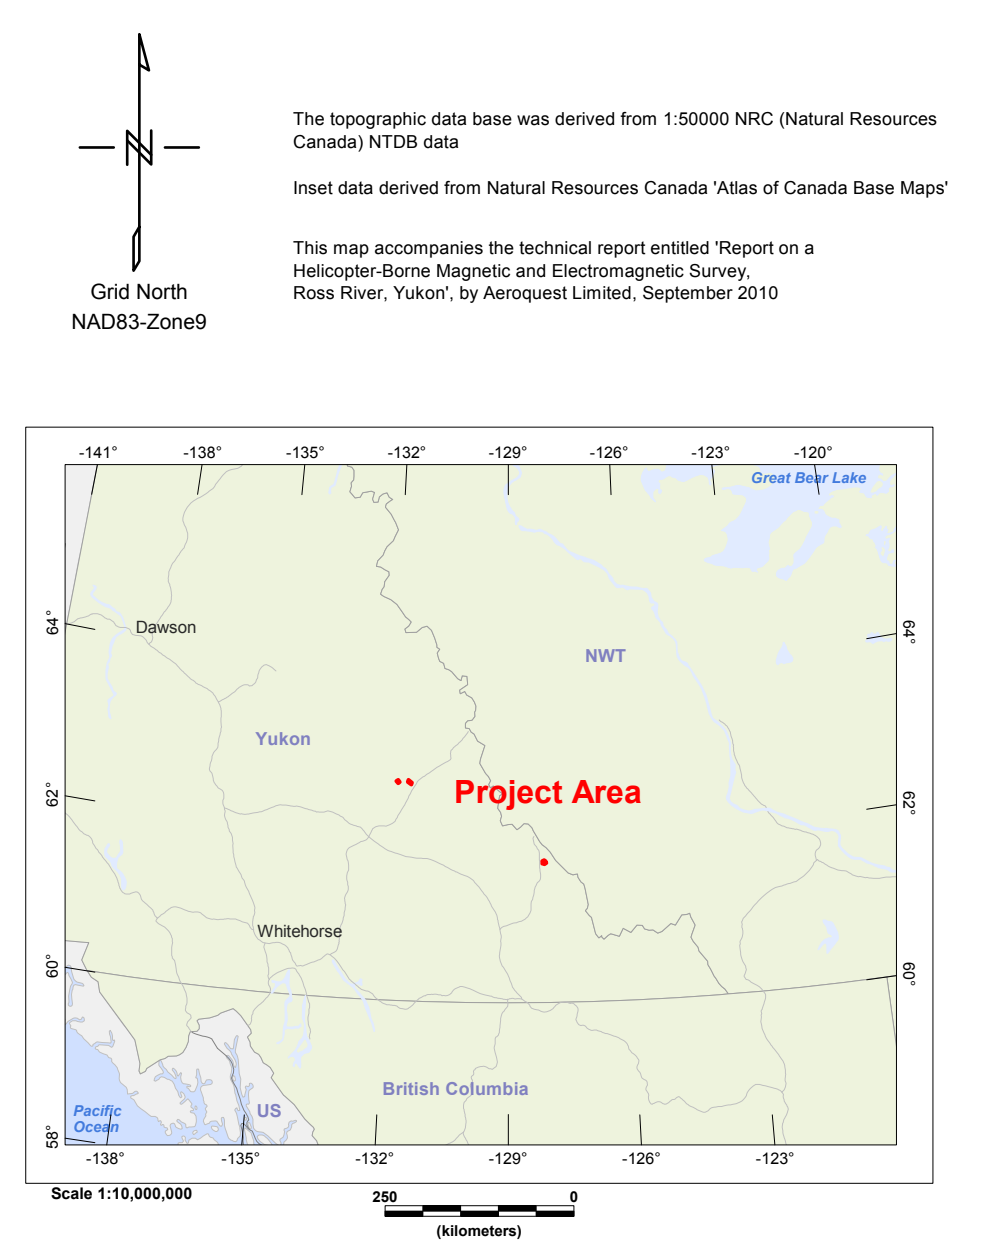 N
Grid North
NAD83-Zone9
The topographic data base was derived from 1:50000 NRC (Natural Resources
Canada) NTDB data
Inset data derived from Natural Resources Canada 'Atlas of Canada Base Maps'
This map accompanies the technical report entitled 'Report on a
Helicopter-Borne Magnetic and Electromagnetic Survey,
Ross River, Yukon', by Aeroquest Limited, September 2010
-141° -138° -135° -132° -129° -126° -123° -120°
Great Bear Lake
64°
Dawson
64°
NWT
Yukon
62°
Project Area
62°
Whitehorse
60°
60°
British Columbia
Pacific
Ocean
US
58°
-138° -135° -132° -129° -126° -123°
Scale 1:10,000,000
250 0
(kilometers)